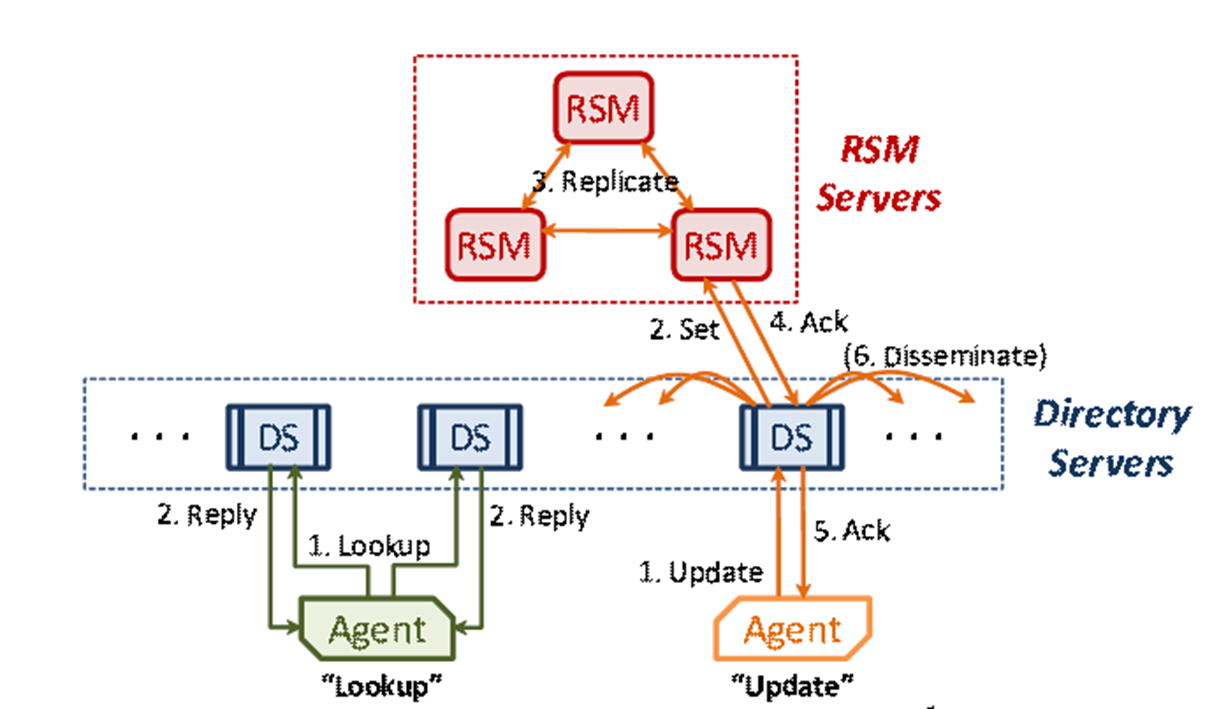 RSM
RSM
Servers
3. Replicate
RSM
RSM
2. Set
4. Ack
(6. Disseminate)
. . .
DS
DS
. . .
DS
. . .
Directory
Servers
2. Reply
1. Lookup
2. Reply
5. Ack
1. Update
Agent
Agent
“Lookup”
“Update”